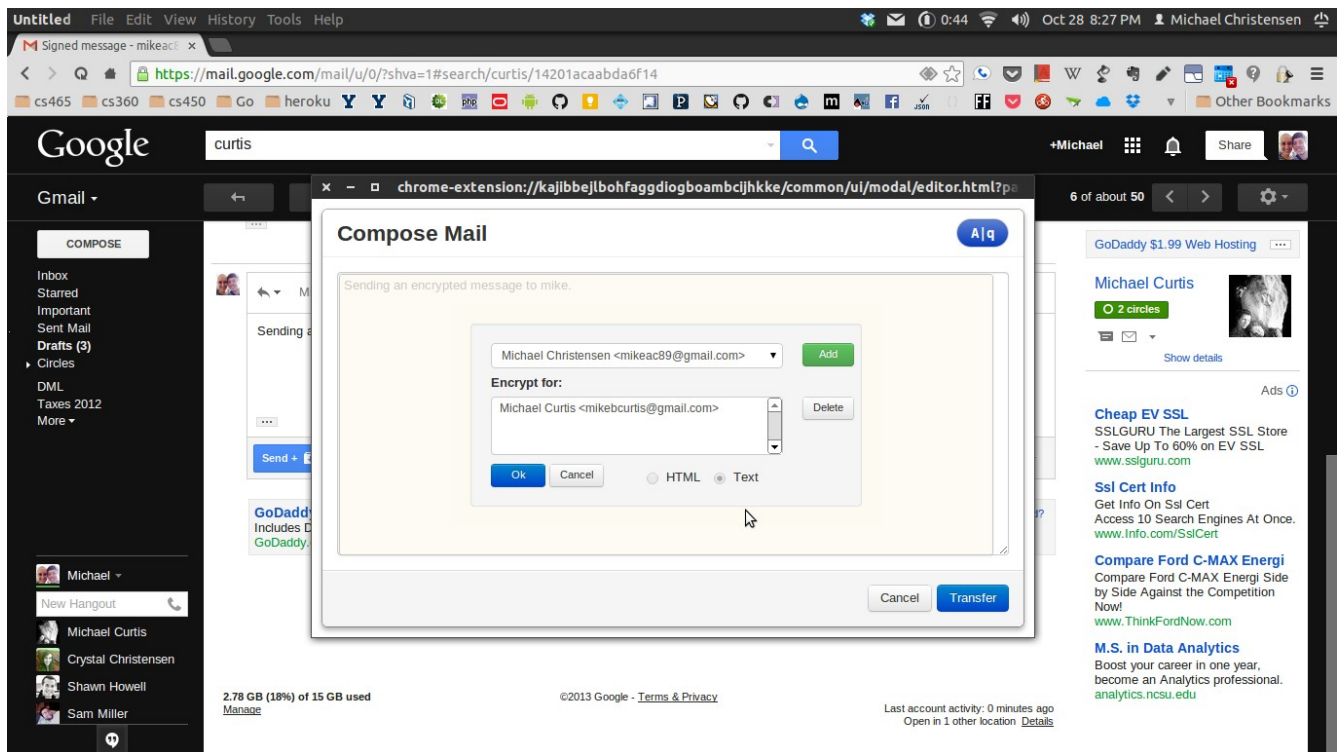 Untitled File Edit View History Tools Help
0:44 Oct 28 8:27 PM Michael Christensen
Signed message - mikeac8
https://mail.google.com/mail/u/0/?shva=1#search/curtis/14201acaabda6f14
cs465 cs360 cs450 Go heroku Other Bookmarks
Google
curtis
+Michael
Share
Gmail
chrome-extension://kajibbejlbohfaggdiogboambcijhkke/common/ui/modal/editor.html?pa
6 of about 50
COMPOSE
Inbox
Starred
Important
Sent Mail
Drafts (3)
Circles
DML
Taxes 2012
More
M
Sending a
Send +
GoDaddy
Includes D
GoDaddy.
Compose Mail
A|q
Sending an encrypted message to mike.
Michael Christensen <mikeac89@gmail.com>
Add
Encrypt for:
Michael Curtis <mikebcurtis@gmail.com>
Delete
Ok
Cancel
HTML
Text
Cancel
Transfer
GoDaddy $1.99 Web Hosting
Michael Curtis
2 circles
Show details
Ads
Cheap EV SSL
SSLGURU The Largest SSL Store
- Save Up To 60% on EV SSL
www.sslguru.com
Ssl Cert Info
Get Info On Ssl Cert
Access 10 Search Engines At Once.
www.Info.com/SslCert
Compare Ford C-MAX Energi
Compare Ford C-MAX Energi Side
by Side Against the Competition
Now!
www.ThinkFordNow.com
M.S. in Data Analytics
Boost your career in one year,
become an Analytics professional.
analytics.ncsu.edu
Michael
New Hangout
Michael Curtis
Crystal Christensen
Shawn Howell
Sam Miller
2.78 GB (18%) of 15 GB used
Manage
©2013 Google - Terms & Privacy
Last account activity: 0 minutes ago
Open in 1 other location Details